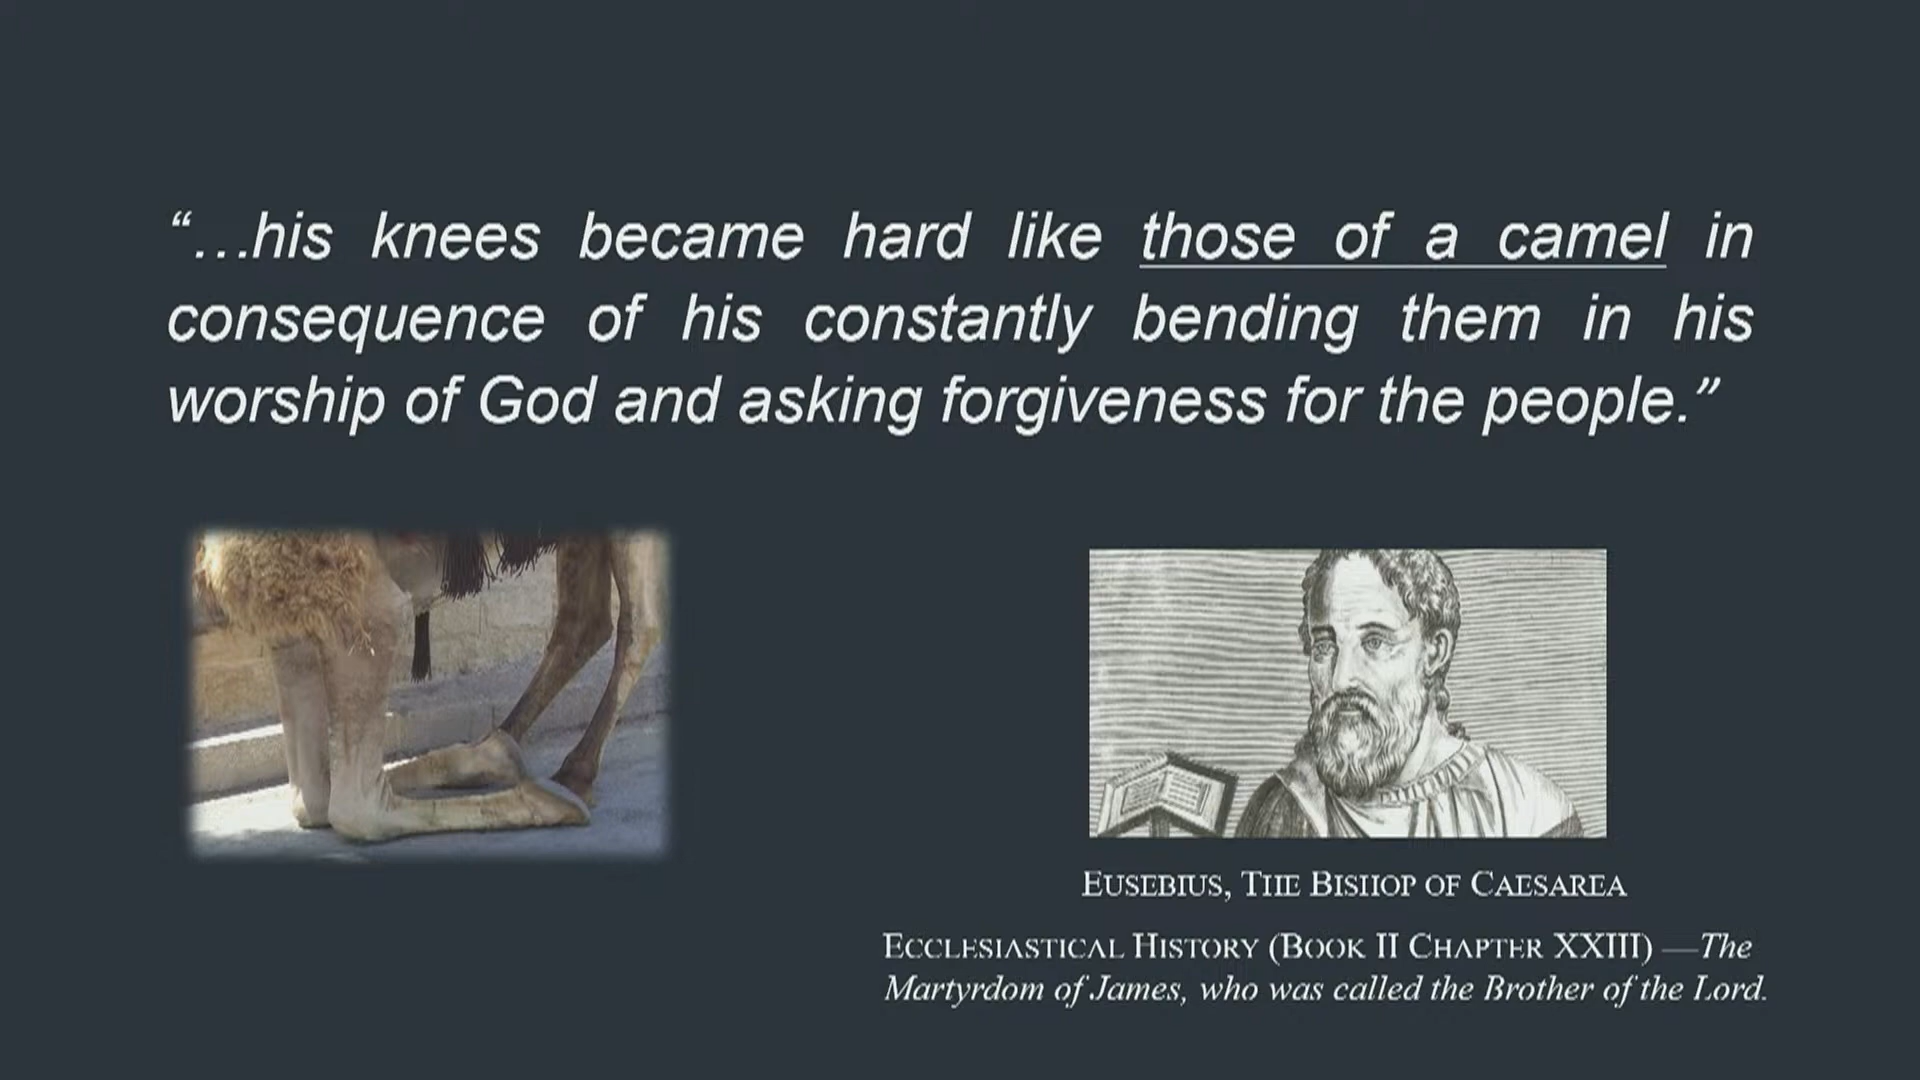 “…his knees became hard like those of a camel in
consequence of his constantly bending them in his
worship of God and asking forgiveness for the people.”
EUSEBIUS, THE BISHOP OF CAESAREA
ECCLESIASTICAL HISTORY (BOOK II CHAPTER XXIII) —The
Martyrdom of James, who was called the Brother of the Lord.